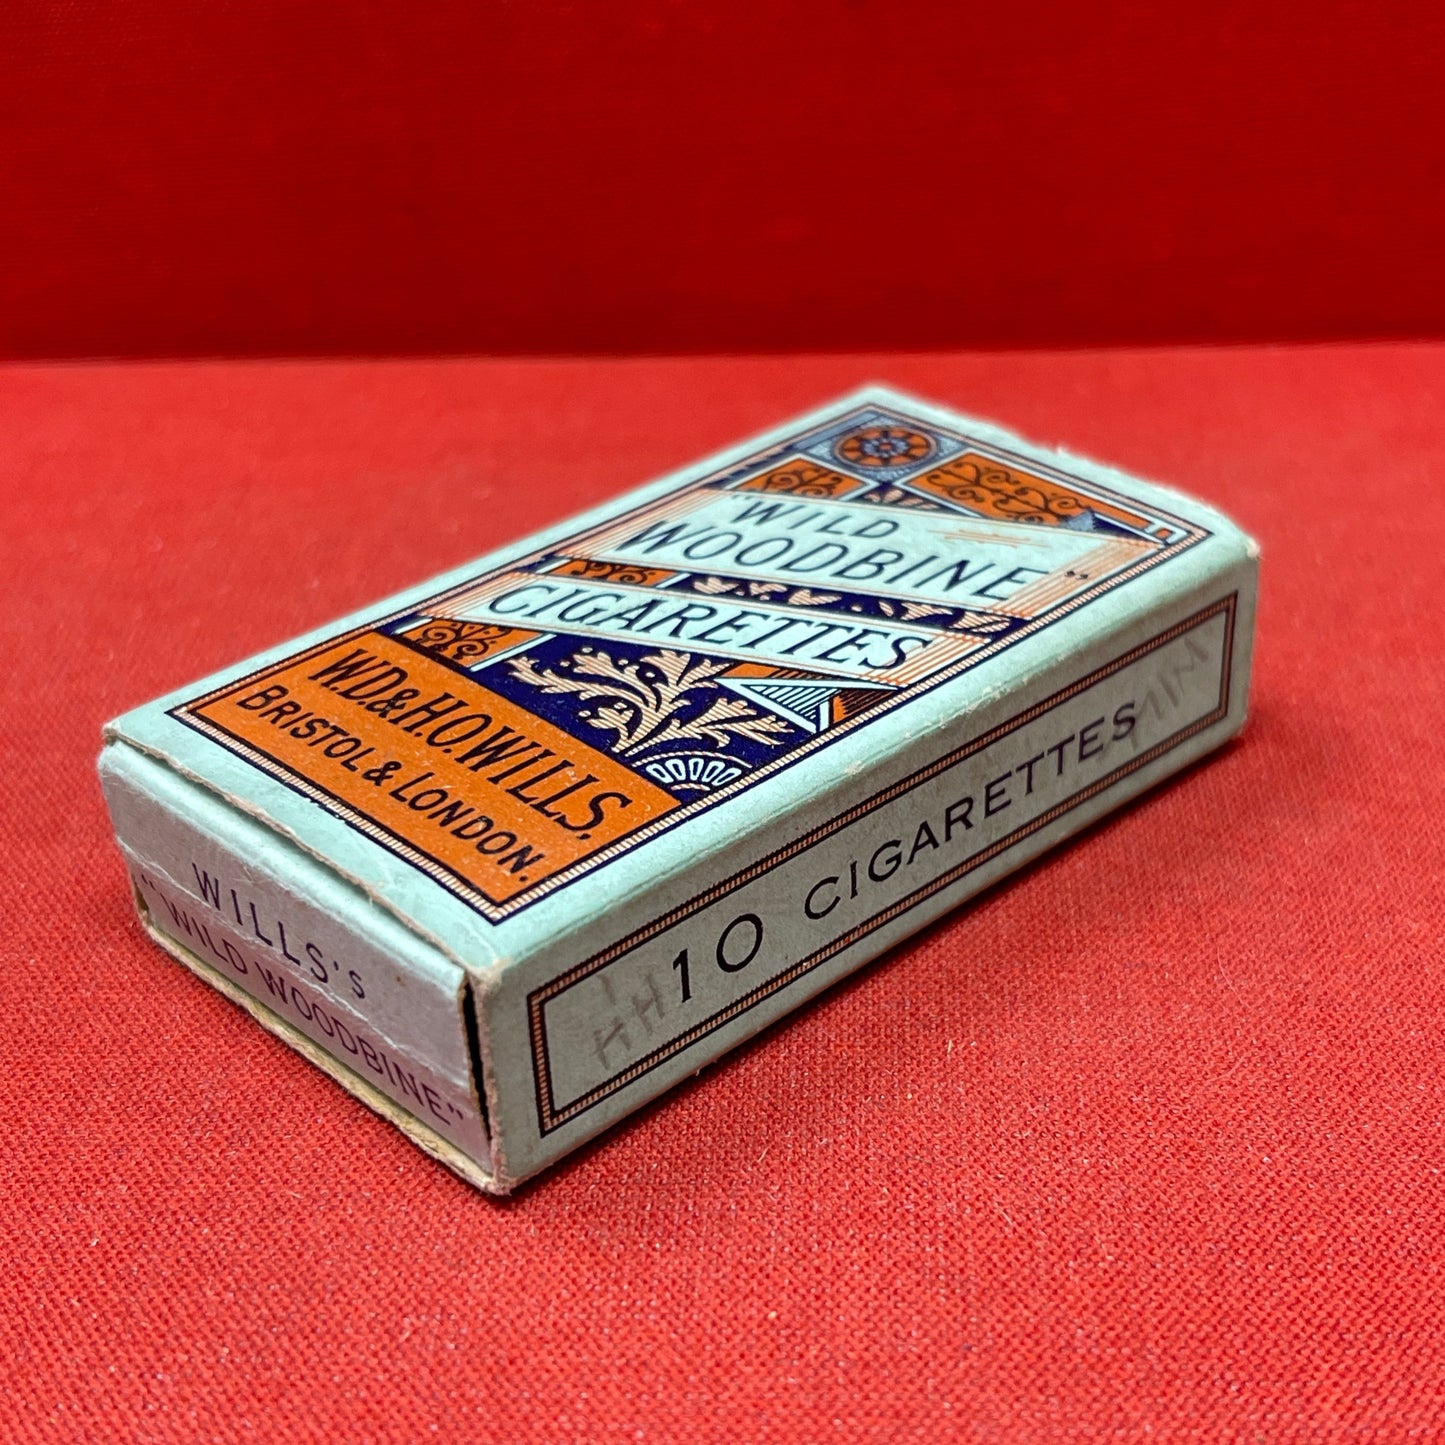 "WILD
WOODBINE"
CIGARETTES
W.D.& H.O.WILLS.
BRISTOL & LONDON.
WILLS'S
"WILD WOODBINE"
10 CIGARETTES